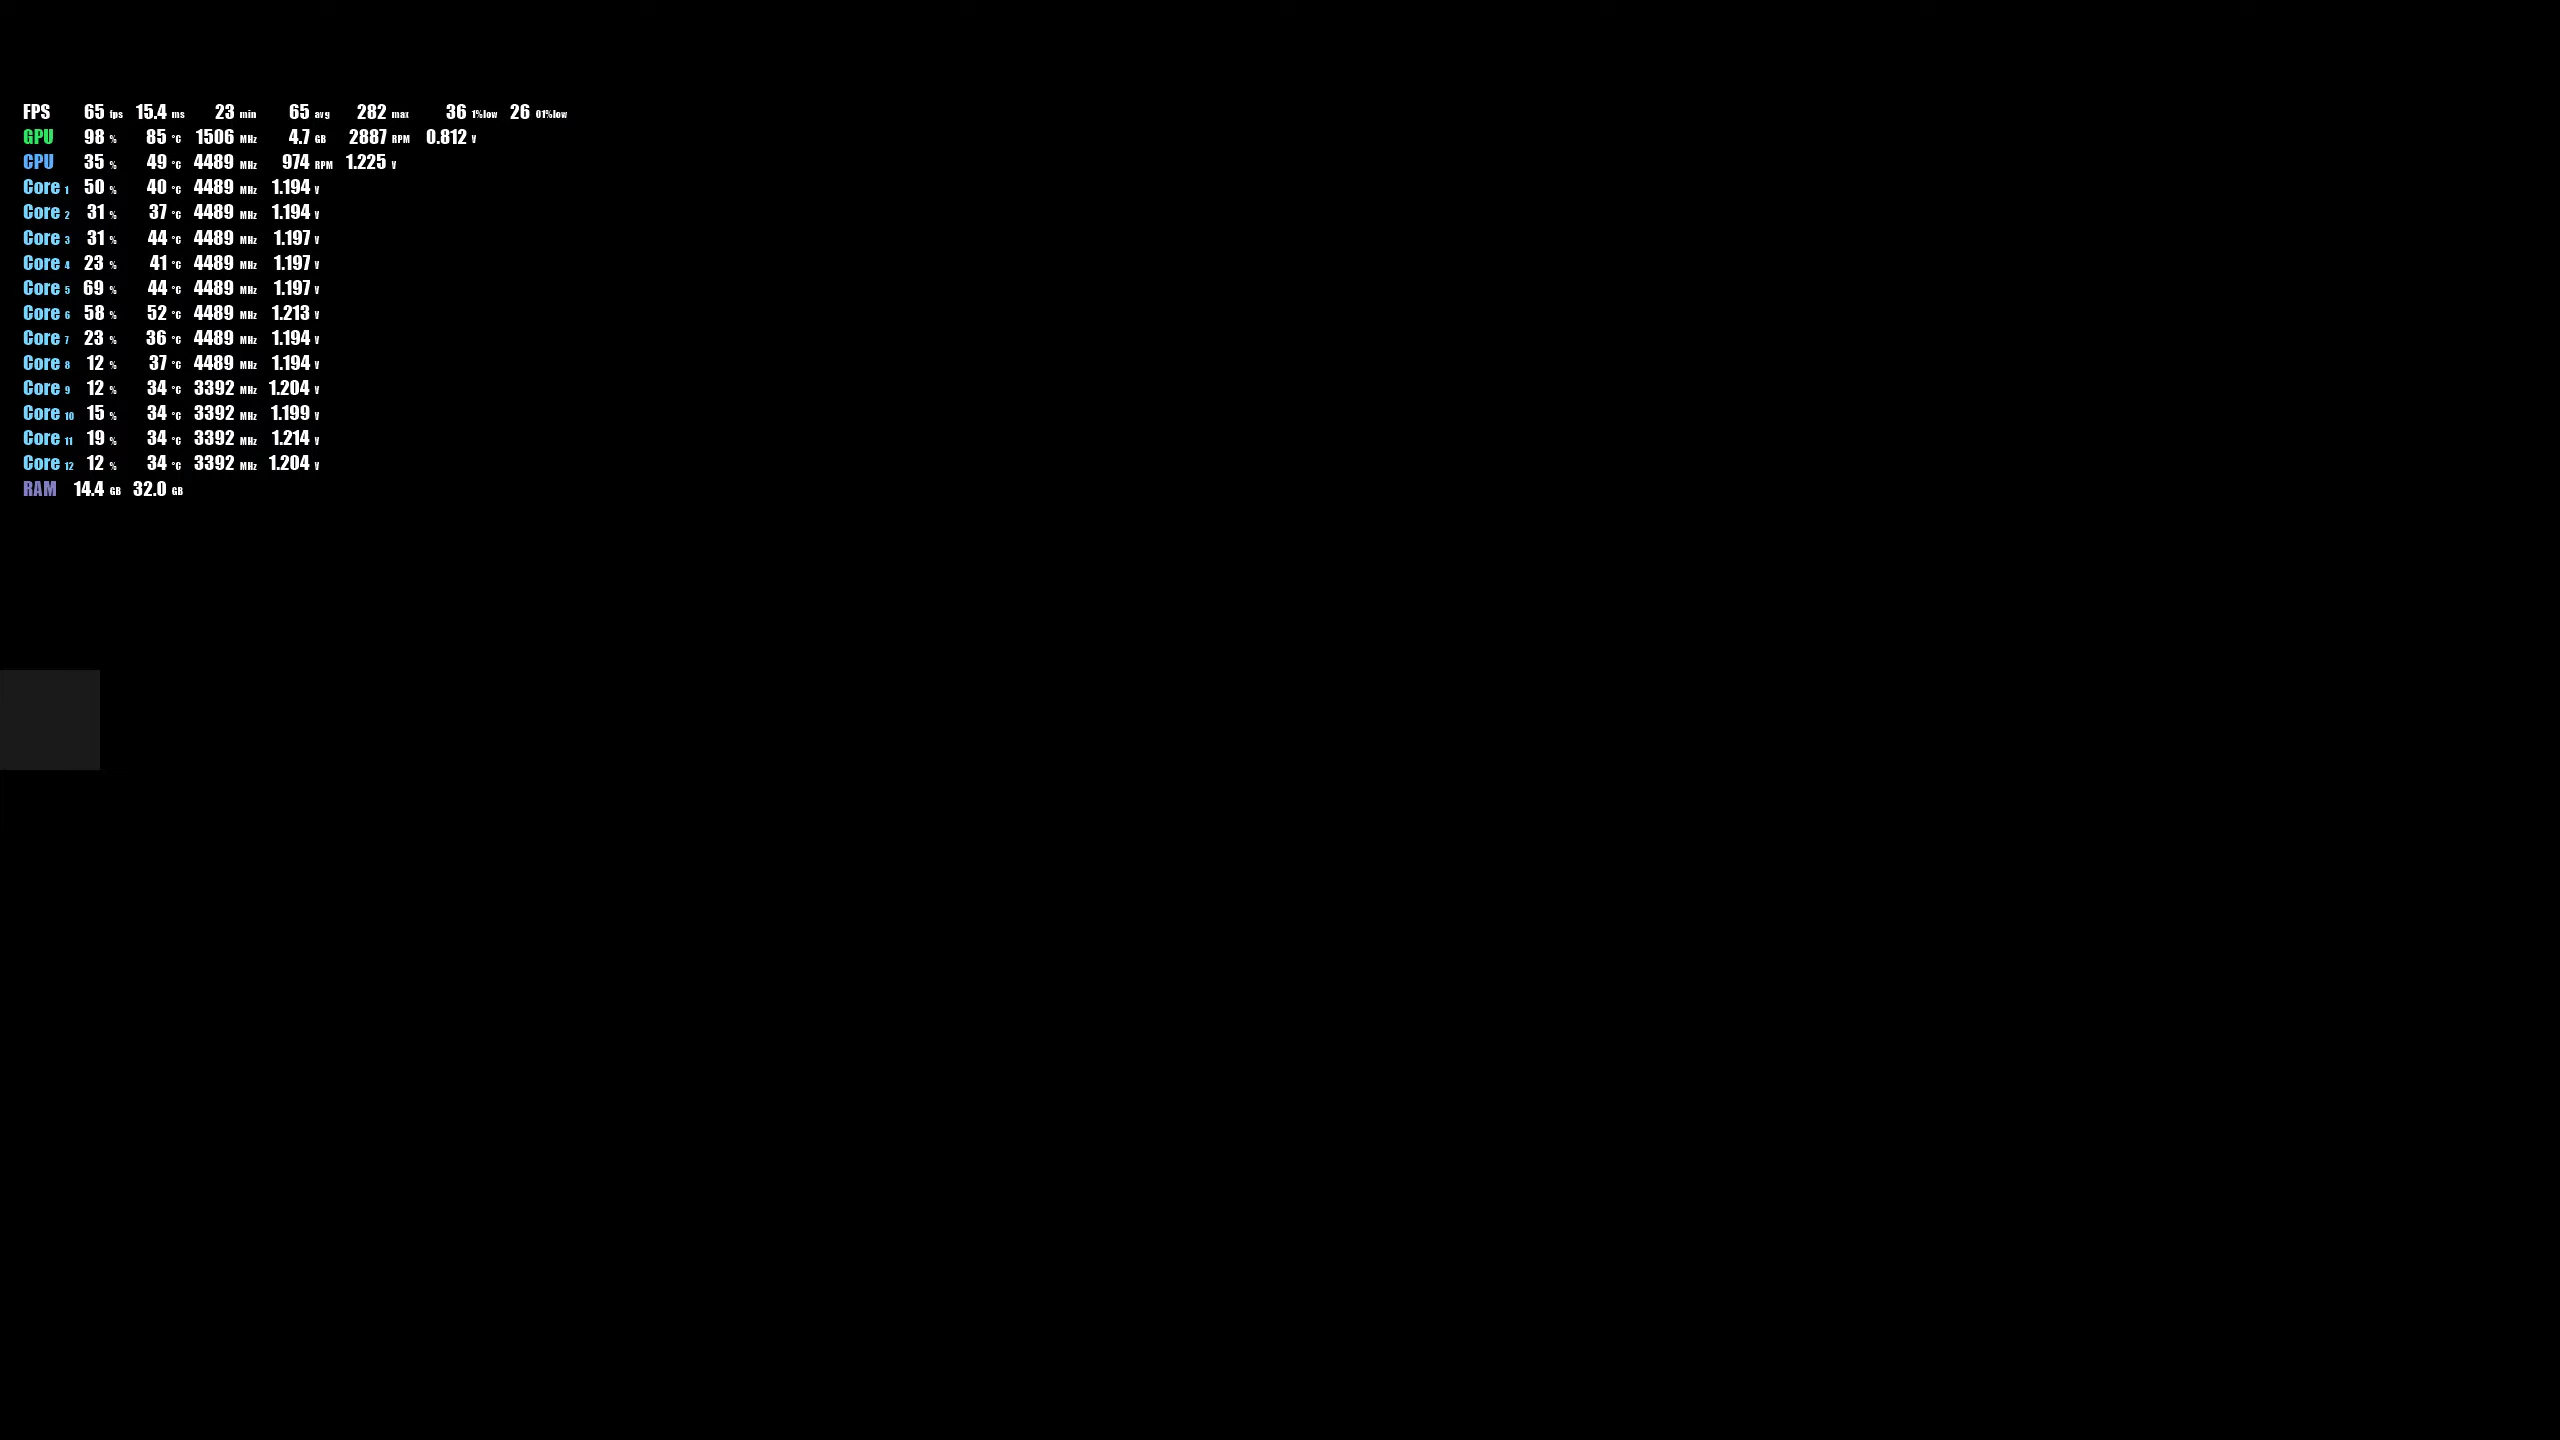 FPS 65 fps 15.4 ms 23 min 65 avg 282 max 36 1%low 26 01%low
GPU 98 % 85 °C 1506 MHz 4.7 GB 2887 RPM 0.812 V
CPU 35 % 49 °C 4489 MHz 974 RPM 1.225 V
Core 1 50 % 40 °C 4489 MHz 1.194 V
Core 2 31 % 37 °C 4489 MHz 1.194 V
Core 3 31 % 44 °C 4489 MHz 1.197 V
Core 4 23 % 41 °C 4489 MHz 1.197 V
Core 5 69 % 44 °C 4489 MHz 1.197 V
Core 6 58 % 52 °C 4489 MHz 1.213 V
Core 7 23 % 36 °C 4489 MHz 1.194 V
Core 8 12 % 37 °C 4489 MHz 1.194 V
Core 9 12 % 34 °C 3392 MHz 1.204 V
Core 10 15 % 34 °C 3392 MHz 1.199 V
Core 11 19 % 34 °C 3392 MHz 1.214 V
Core 12 12 % 34 °C 3392 MHz 1.204 V
RAM 14.4 GB 32.0 GB